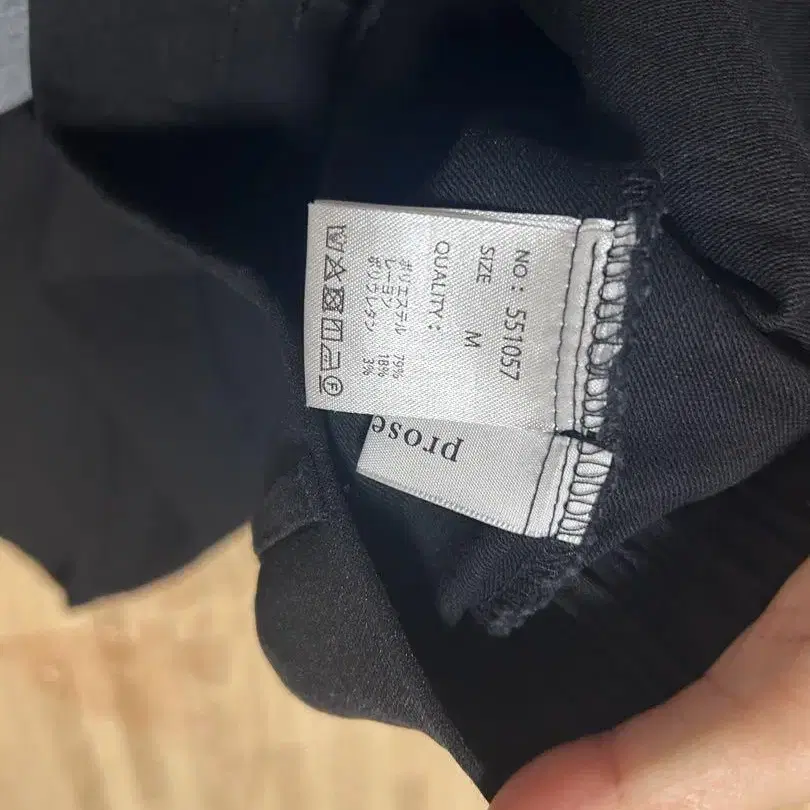 NO: 551057
SIZE M
QUALITY:
ポリエステル 79%
レーヨン 18%
ポリウレタン 3%
F
prose